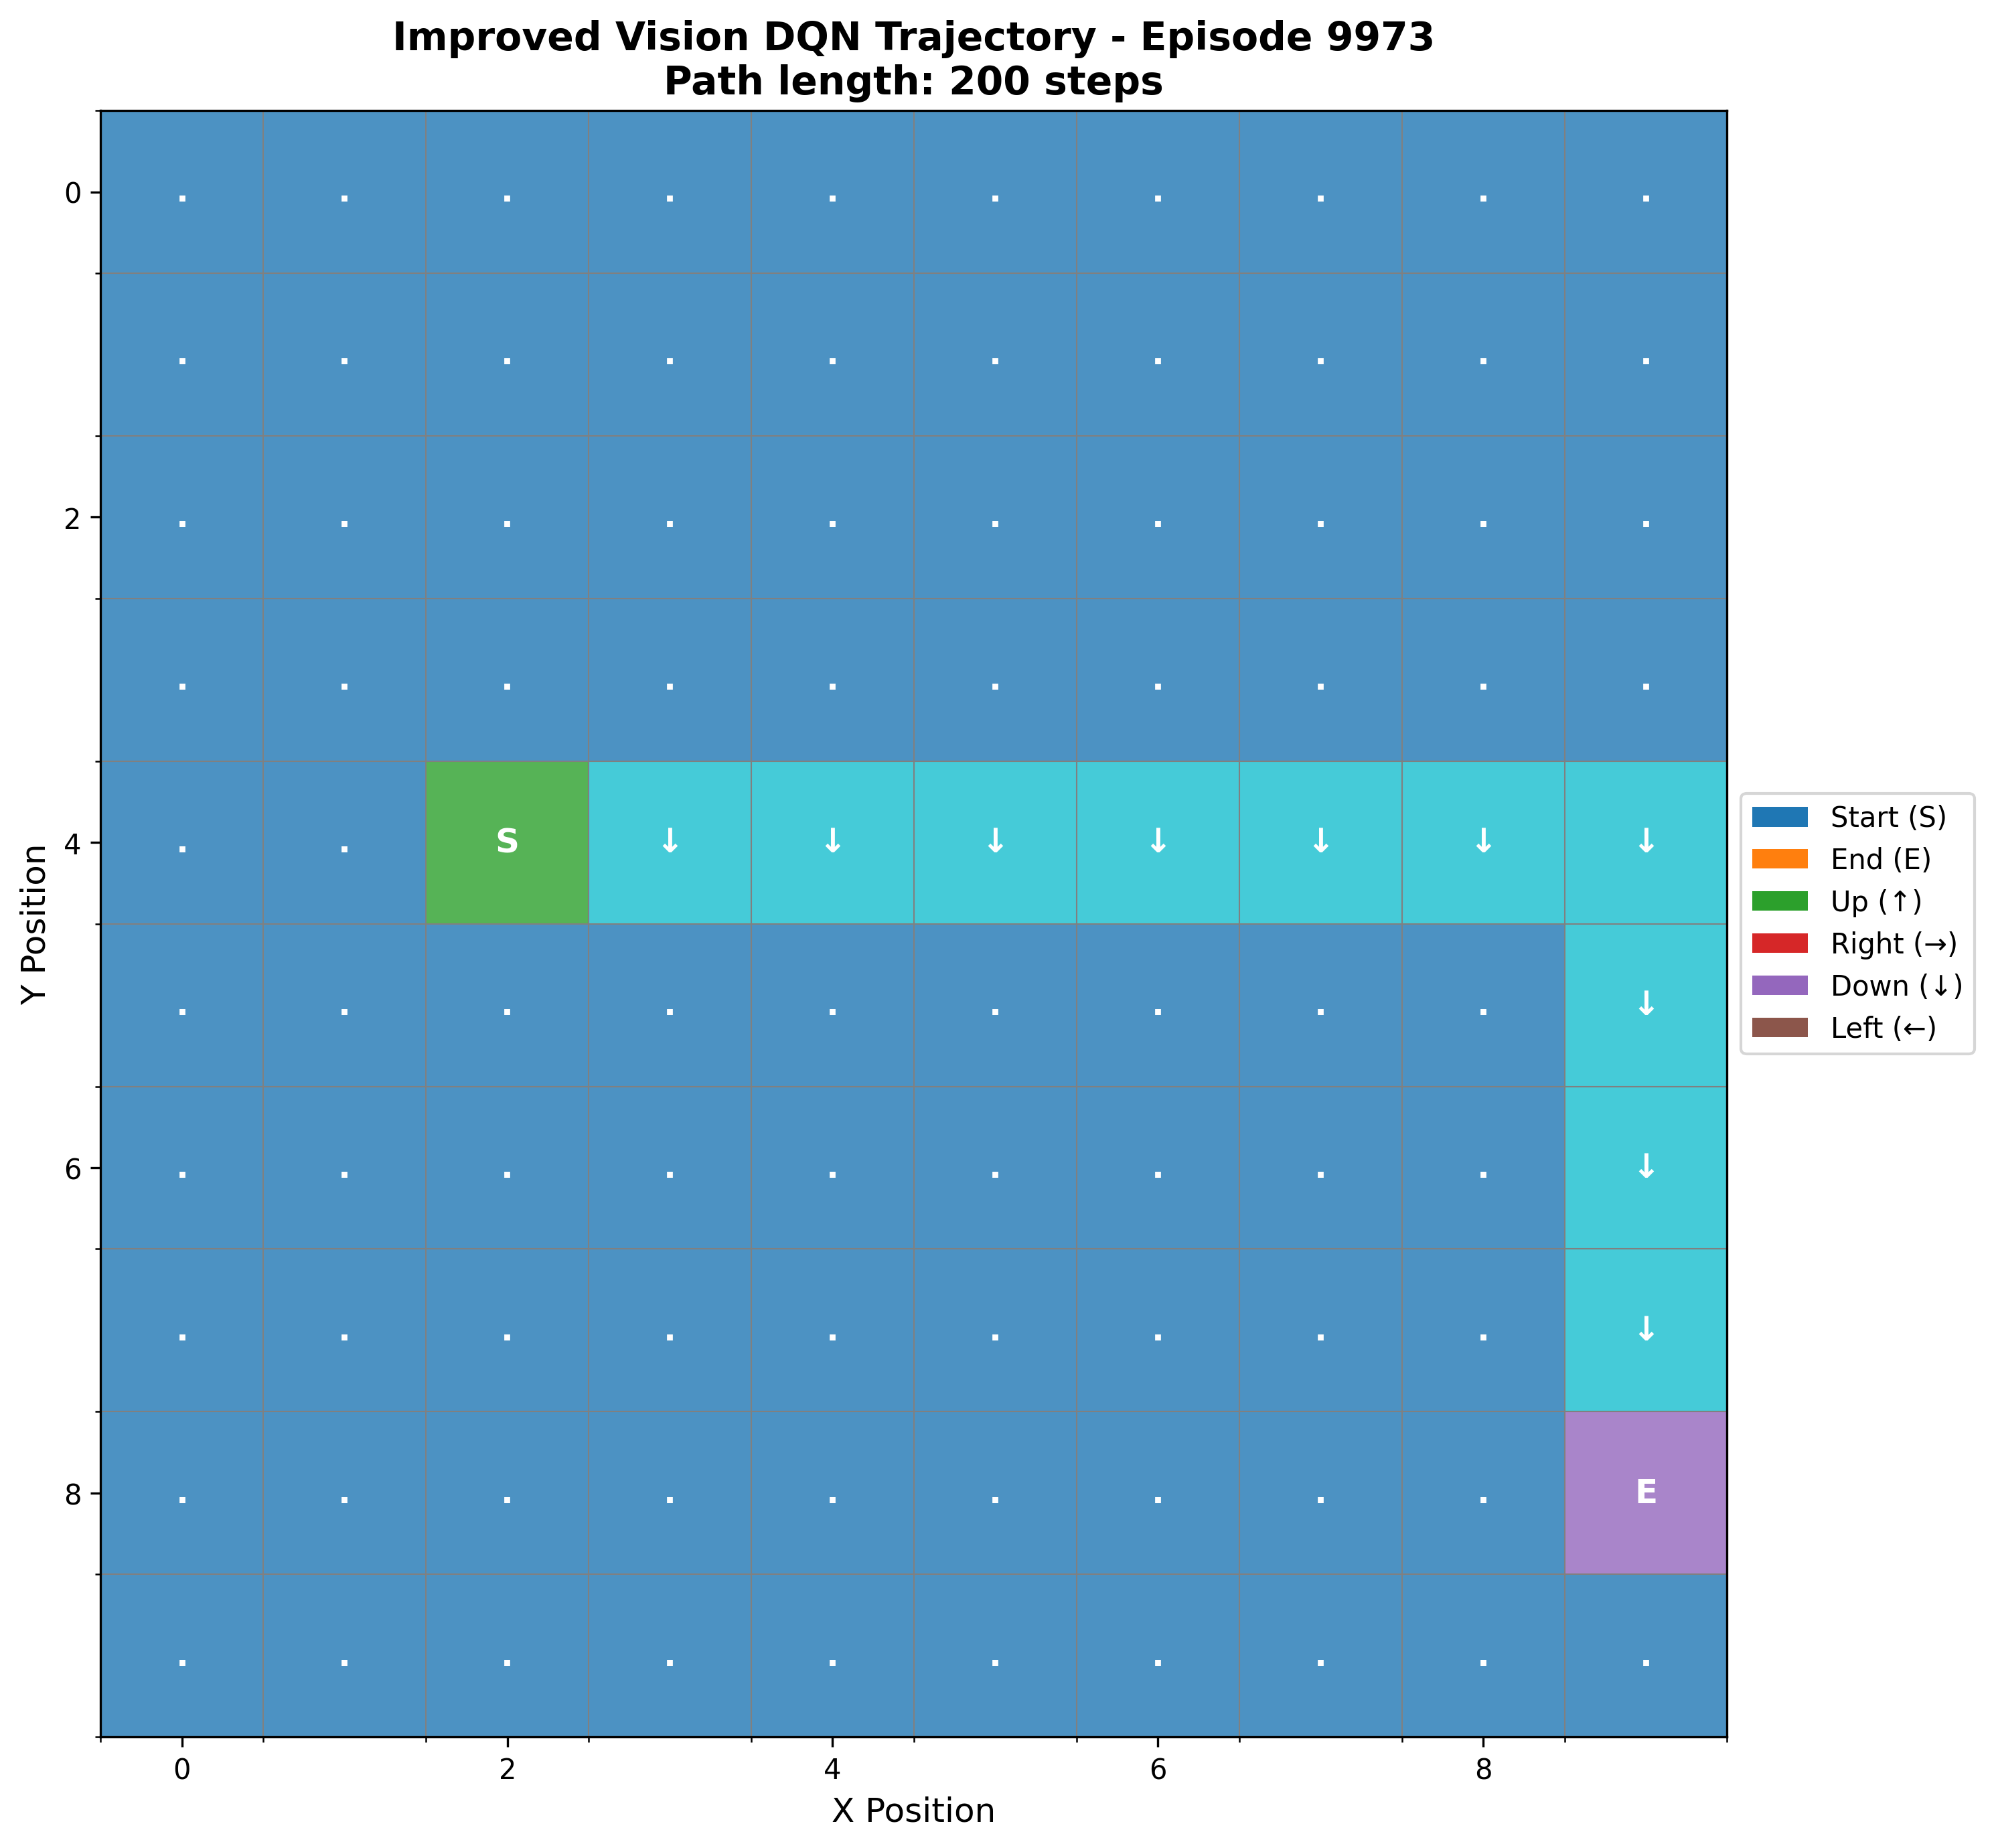 Improved Vision DQN Trajectory - Episode 9973
Path length: 200 steps
0
. . . . . . . . . .
. . . . . . . . . .
2
. . . . . . . . . .
. . . . . . . . . .
4
. . S ↓ ↓ ↓ ↓ ↓ ↓ ↓
. . . . . . . . . ↓
6
. . . . . . . . . ↓
. . . . . . . . . ↓
8
. . . . . . . . . E
. . . . . . . . . .
0 2 4 6 8
X Position
Y Position
Start (S)
End (E)
Up (↑)
Right (→)
Down (↓)
Left (←)